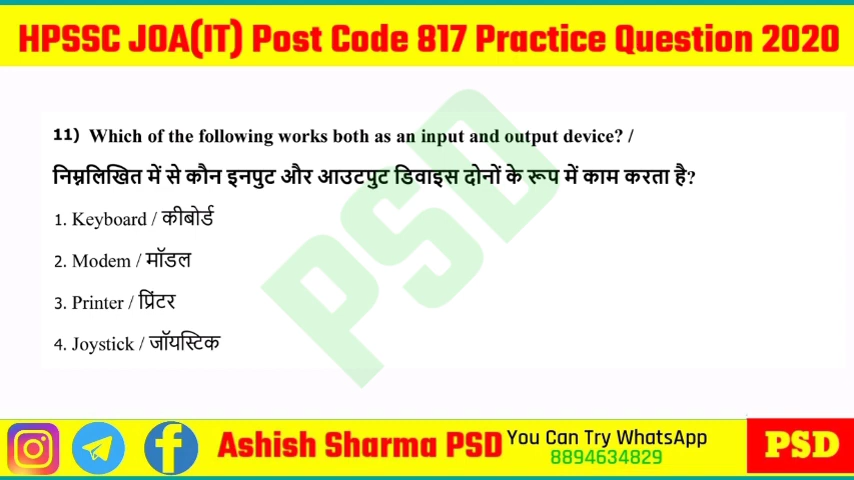 HPSSC JOA(IT) Post Code 817 Practice Question 2020
11) Which of the following works both as an input and output device? /
निम्नलिखित में से कौन इनपुट और आउटपुट डिवाइस दोनों के रूप में काम करता है?
1. Keyboard / कीबोर्ड
2. Modem / मॉडल
3. Printer / प्रिंटर
4. Joystick / जॉयस्टिक
PSD
Ashish Sharma PSD You Can Try WhatsApp PSD
8894634829